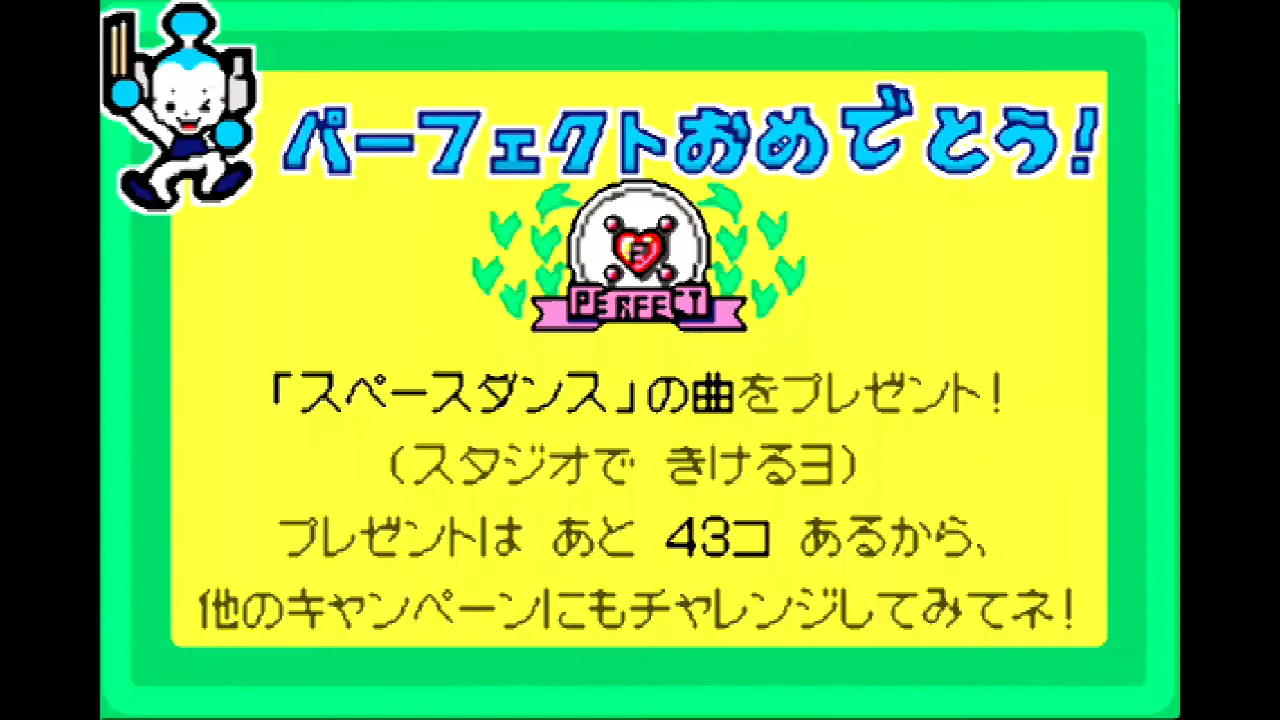 パーフェクトおめでとう!
P
PERFECT
「スペースダンス」の曲をプレゼント!
(スタジオで きけるヨ)
プレゼントは あと 43コ あるから、
他のキャンペーンにもチャレンジしてみてネ!